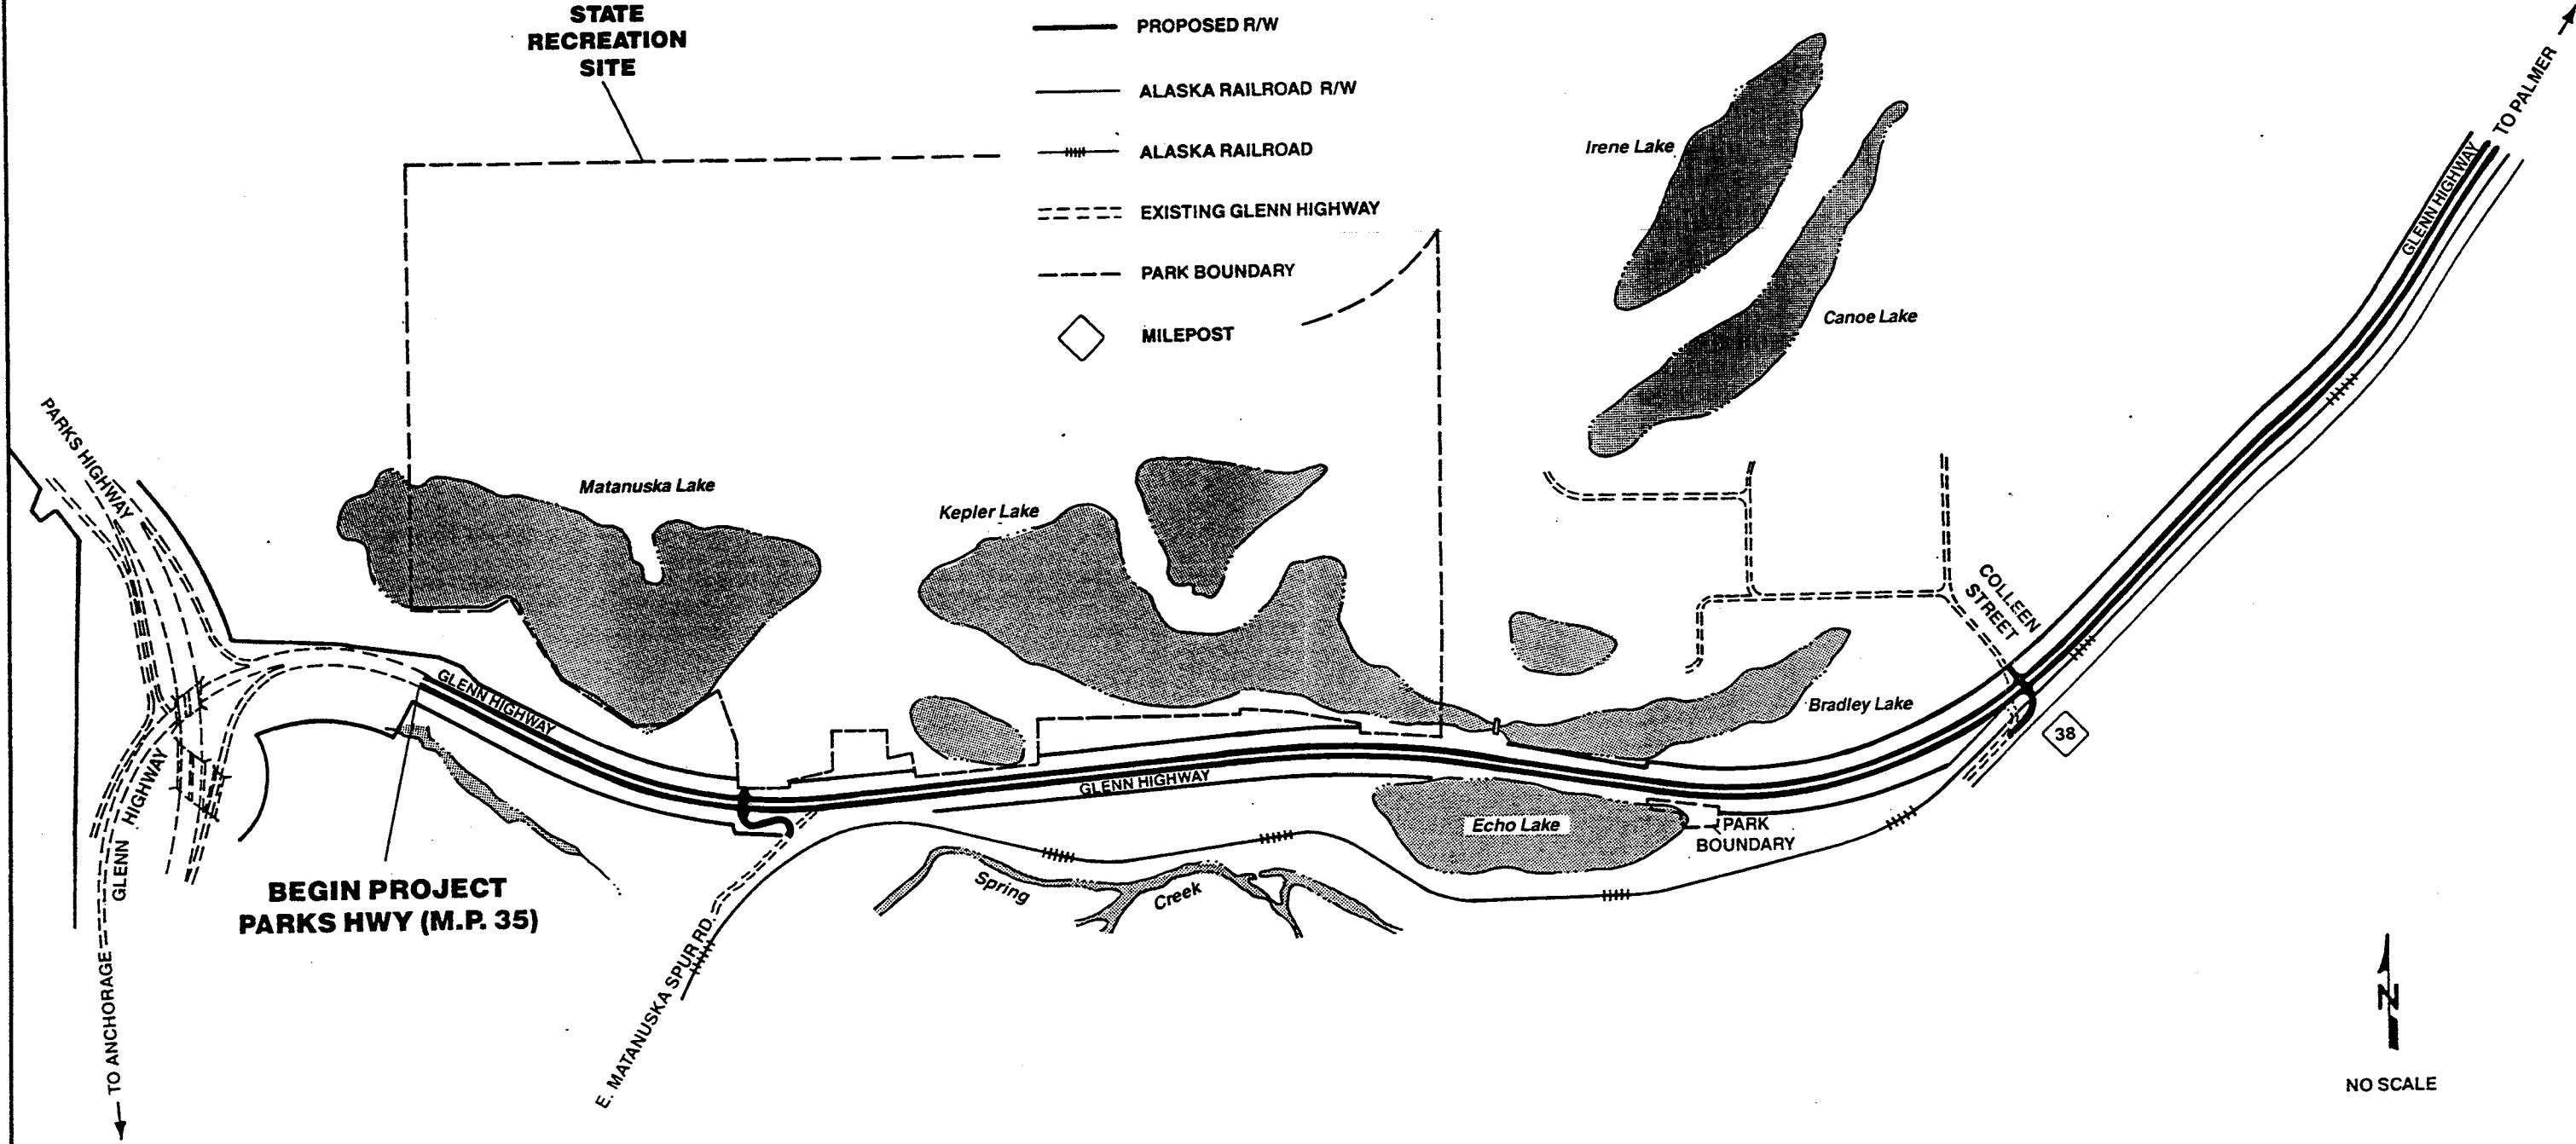 STATE
RECREATION
SITE
PROPOSED R/W
ALASKA RAILROAD R/W
ALASKA RAILROAD
EXISTING GLENN HIGHWAY
PARK BOUNDARY
MILEPOST
Irene Lake
Canoe Lake
TO PALMER
GLENN HIGHWAY
PARKS HIGHWAY
Matanuska Lake
Kepler Lake
COLLEEN
STREET
Bradley Lake
38
GLENN HIGHWAY
GLENN HIGHWAY
Echo Lake
PARK
BOUNDARY
GLENN HIGHWAY
BEGIN PROJECT
PARKS HWY (M.P. 35)
Spring
Creek
E. MATANUSKA SPUR RD.
TO ANCHORAGE
N
NO SCALE